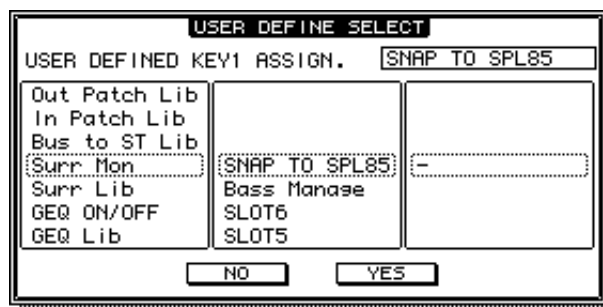 USER DEFINE SELECT
USER DEFINED KEY1 ASSIGN. SNAP TO SPL85
Out Patch Lib
In Patch Lib
Bus to ST Lib
Surr Mon SNAP TO SPL85 -
Surr Lib Bass Manage
GEQ ON/OFF SLOT6
GEQ Lib SLOT5
NO YES